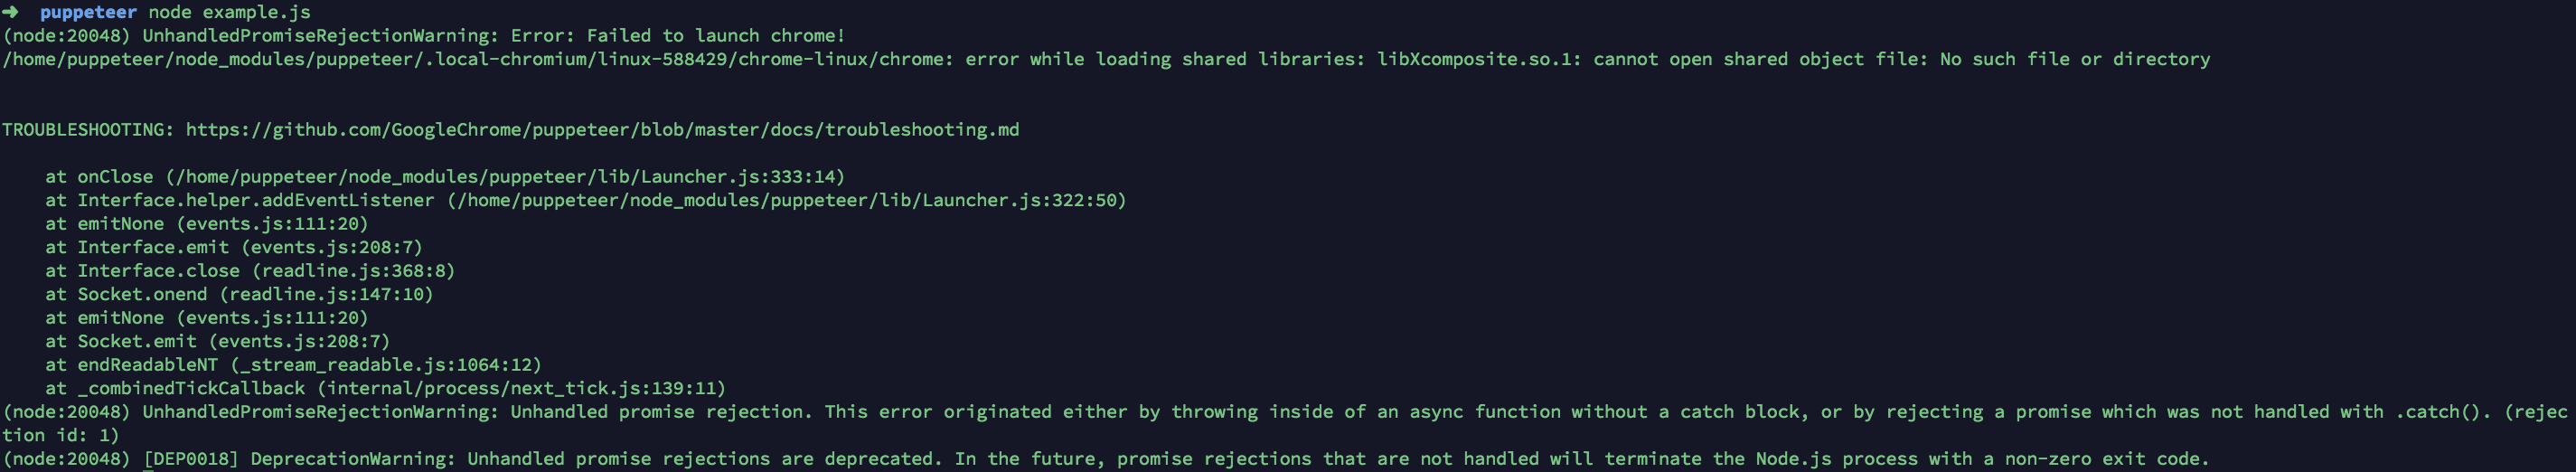 ➜  puppeteer node example.js
(node:20048) UnhandledPromiseRejectionWarning: Error: Failed to launch chrome!
/home/puppeteer/node_modules/puppeteer/.local-chromium/linux-588429/chrome-linux/chrome: error while loading shared libraries: libXcomposite.so.1: cannot open shared object file: No such file or directory
TROUBLESHOOTING: https://github.com/GoogleChrome/puppeteer/blob/master/docs/troubleshooting.md
    at onClose (/home/puppeteer/node_modules/puppeteer/lib/Launcher.js:333:14)
    at Interface.helper.addEventListener (/home/puppeteer/node_modules/puppeteer/lib/Launcher.js:322:50)
    at emitNone (events.js:111:20)
    at Interface.emit (events.js:208:7)
    at Interface.close (readline.js:368:8)
    at Socket.onend (readline.js:147:10)
    at emitNone (events.js:111:20)
    at Socket.emit (events.js:208:7)
    at endReadableNT (_stream_readable.js:1064:12)
    at _combinedTickCallback (internal/process/next_tick.js:139:11)
(node:20048) UnhandledPromiseRejectionWarning: Unhandled promise rejection. This error originated either by throwing inside of an async function without a catch block, or by rejecting a promise which was not handled with .catch(). (rejec
tion id: 1)
(node:20048) [DEP0018] DeprecationWarning: Unhandled promise rejections are deprecated. In the future, promise rejections that are not handled will terminate the Node.js process with a non-zero exit code.